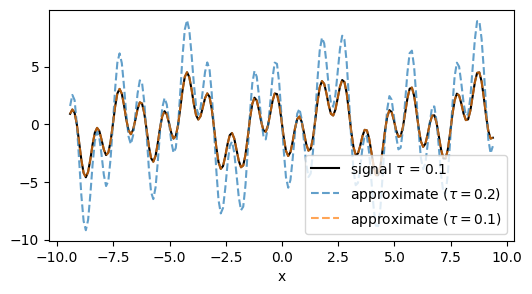 5
0
−5
−10
signal τ = 0.1
approximate (τ = 0.2)
approximate (τ = 0.1)
−10.0 −7.5 −5.0 −2.5 0.0 2.5 5.0 7.5 10.0
x